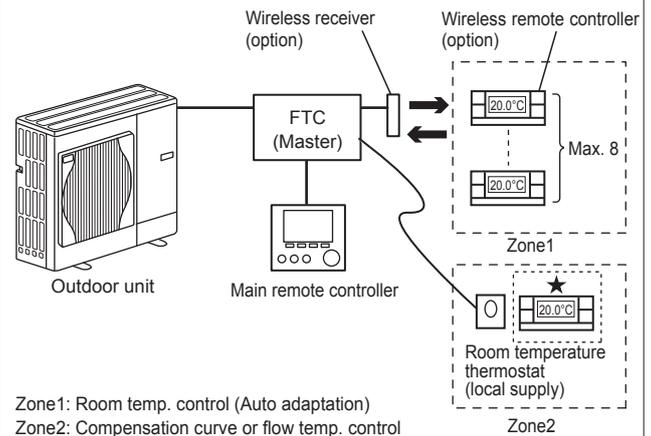 Wireless receiver
(option)
Wireless remote controller
(option)
FTC
(Master)
20.0°C
Max. 8
20.0°C
Zone1
Outdoor unit
Main remote controller
★
20.0°C
Room temperature
thermostat
(local supply)
Zone2
Zone1: Room temp. control (Auto adaptation)
Zone2: Compensation curve or flow temp. control